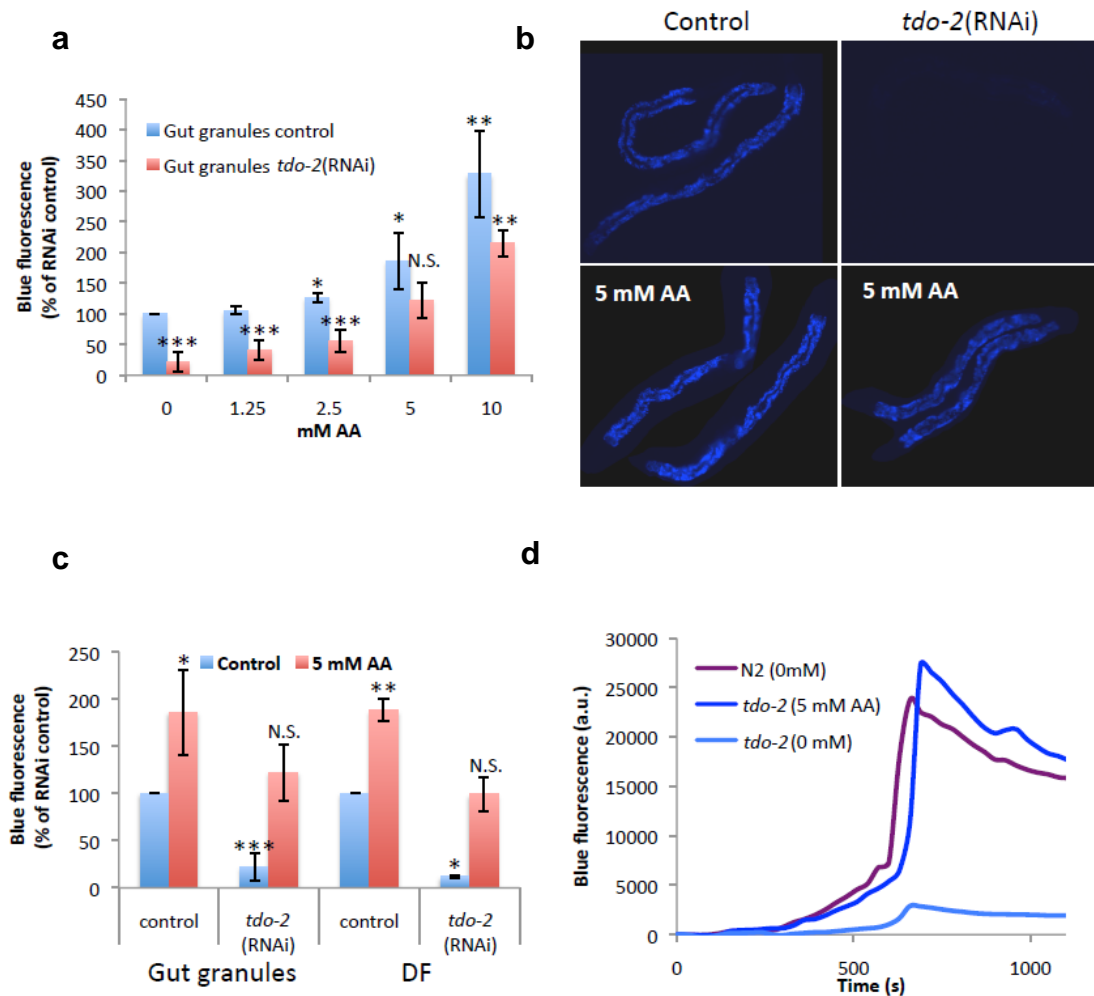 a
450
400
350
300
250
200
150
100
50
0
Blue fluorescence
(% of RNAi control)
Gut granules control
Gut granules tdo-2(RNAi)
***
***
*
***
*
N.S.
**
**
0 1.25 2.5 5 10
mM AA
b
Control tdo-2(RNAi)
5 mM AA 5 mM AA
c
250
200
150
100
50
0
Blue fluorescence
(% of RNAi control)
Control 5 mM AA
*
***
N.S.
**
*
N.S.
control tdo-2 control tdo-2
(RNAi) (RNAi)
Gut granules DF
d
30000
25000
20000
15000
10000
5000
0
Blue fluorescence (a.u.)
N2 (0mM)
tdo-2 (5 mM AA)
tdo-2 (0 mM)
0 500 1000
Time (s)